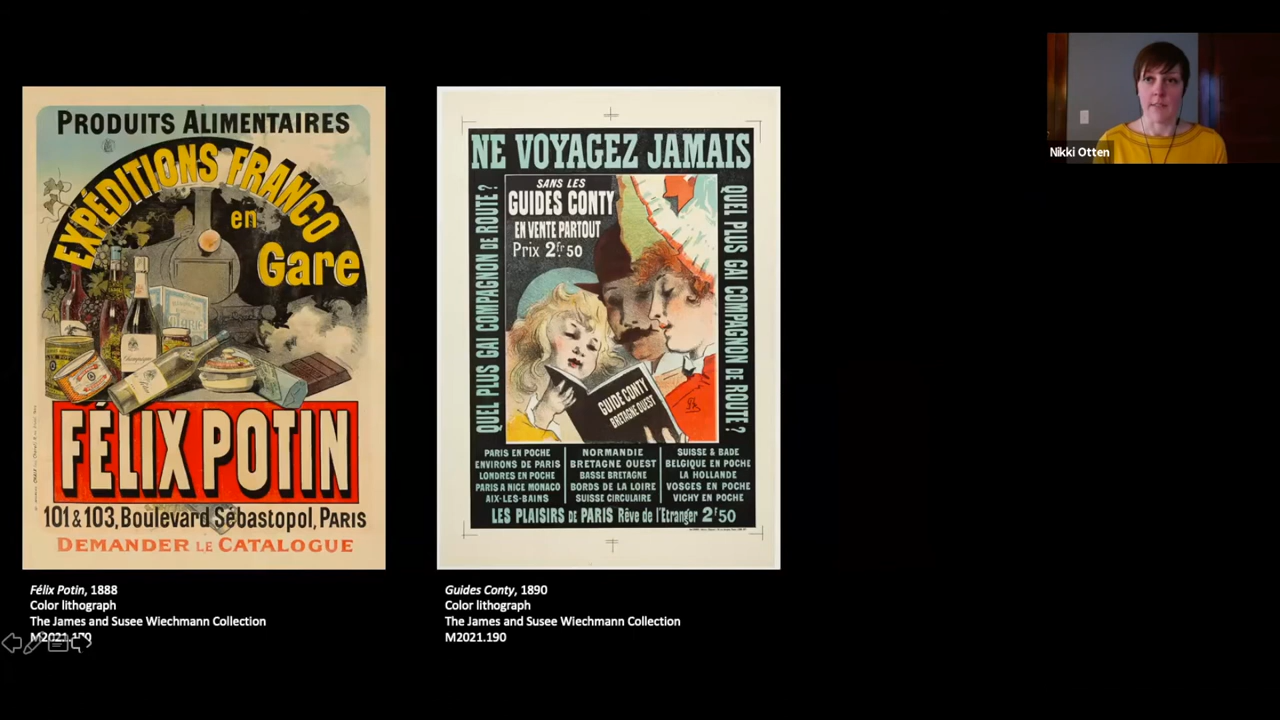 PRODUITS ALIMENTAIRES
EXPÉDITIONS FRANCO
en
Gare
Champagne
FÉLIX POTIN
101 & 103, Boulevard Sébastopol, PARIS
DEMANDER LE CATALOGUE
Félix Potin, 1888
Color lithograph
The James and Susee Wiechmann Collection
NE VOYAGEZ JAMAIS
QUEL PLUS GAI COMPAGNON DE ROUTE ?
SANS LES
GUIDES CONTY
EN VENTE PARTOUT
Prix 2fr 50
QUEL PLUS GAI COMPAGNON DE ROUTE ?
GUIDE CONTY
BRETAGNE OUEST
PARIS EN POCHE
ENVIRONS DE PARIS
LONDRES EN POCHE
PARIS A NICE MONACO
AIX-LES-BAINS
NORMANDIE
BRETAGNE OUEST
BASSE BRETAGNE
BORDS DE LA LOIRE
SUISSE CIRCULAIRE
SUISSE & BADE
BELGIQUE EN POCHE
LA HOLLANDE
VOSGES EN POCHE
VICHY EN POCHE
LES PLAISIRS DE PARIS Rêve de l'Etranger 2f50
Guides Conty, 1890
Color lithograph
The James and Susee Wiechmann Collection
M2021.190
Nikki Otten